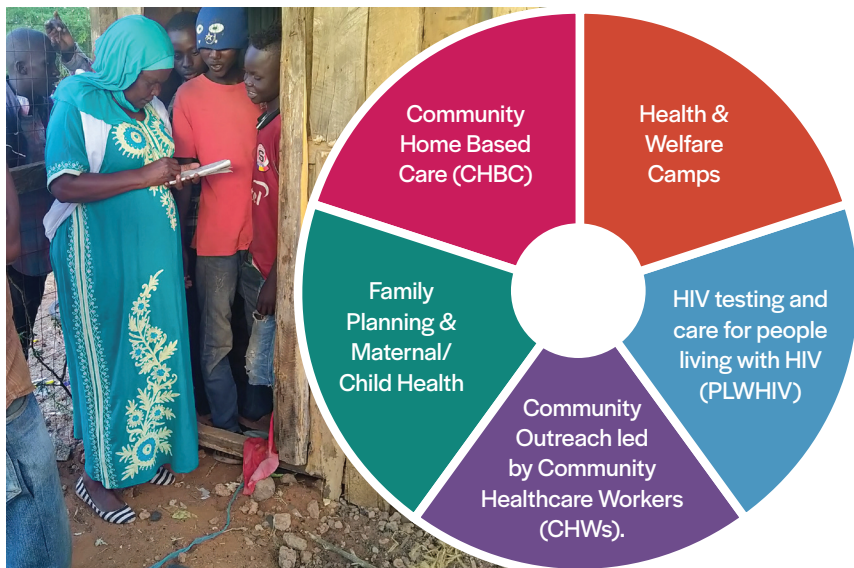 Community
Home Based
Care (CHBC)
Health &
Welfare
Camps
HIV testing and
care for people
living with HIV
(PLWHIV)
Community
Outreach led
by Community
Healthcare Workers
(CHWs).
Family
Planning &
Maternal/
Child Health